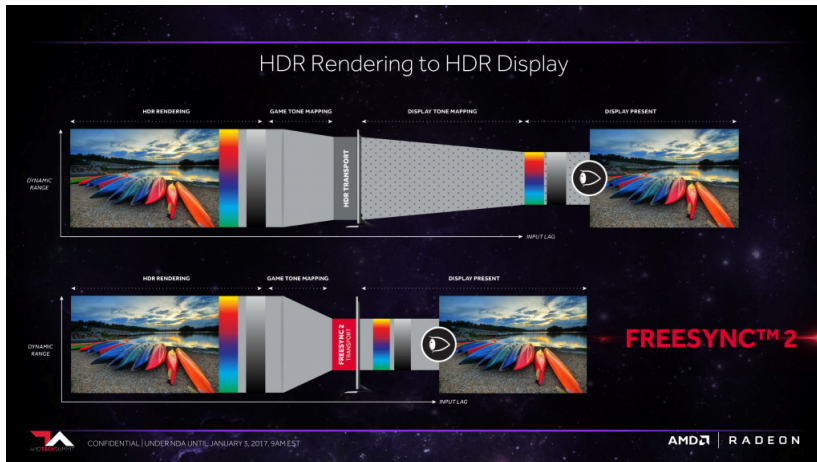 HDR Rendering to HDR Display
HDR RENDERING
GAME TONE MAPPING
DISPLAY TONE MAPPING
DISPLAY PRESENT
DYNAMIC
RANGE
HDR TRANSPORT
INPUT LAG
HDR RENDERING
GAME TONE MAPPING
DISPLAY PRESENT
DYNAMIC
RANGE
FREESYNC 2
TRANSPORT
INPUT LAG
FREESYNC™ 2
CONFIDENTIAL | UNDER NDA UNTIL JANUARY 3, 2017, 9AM EST
AMD RADEON